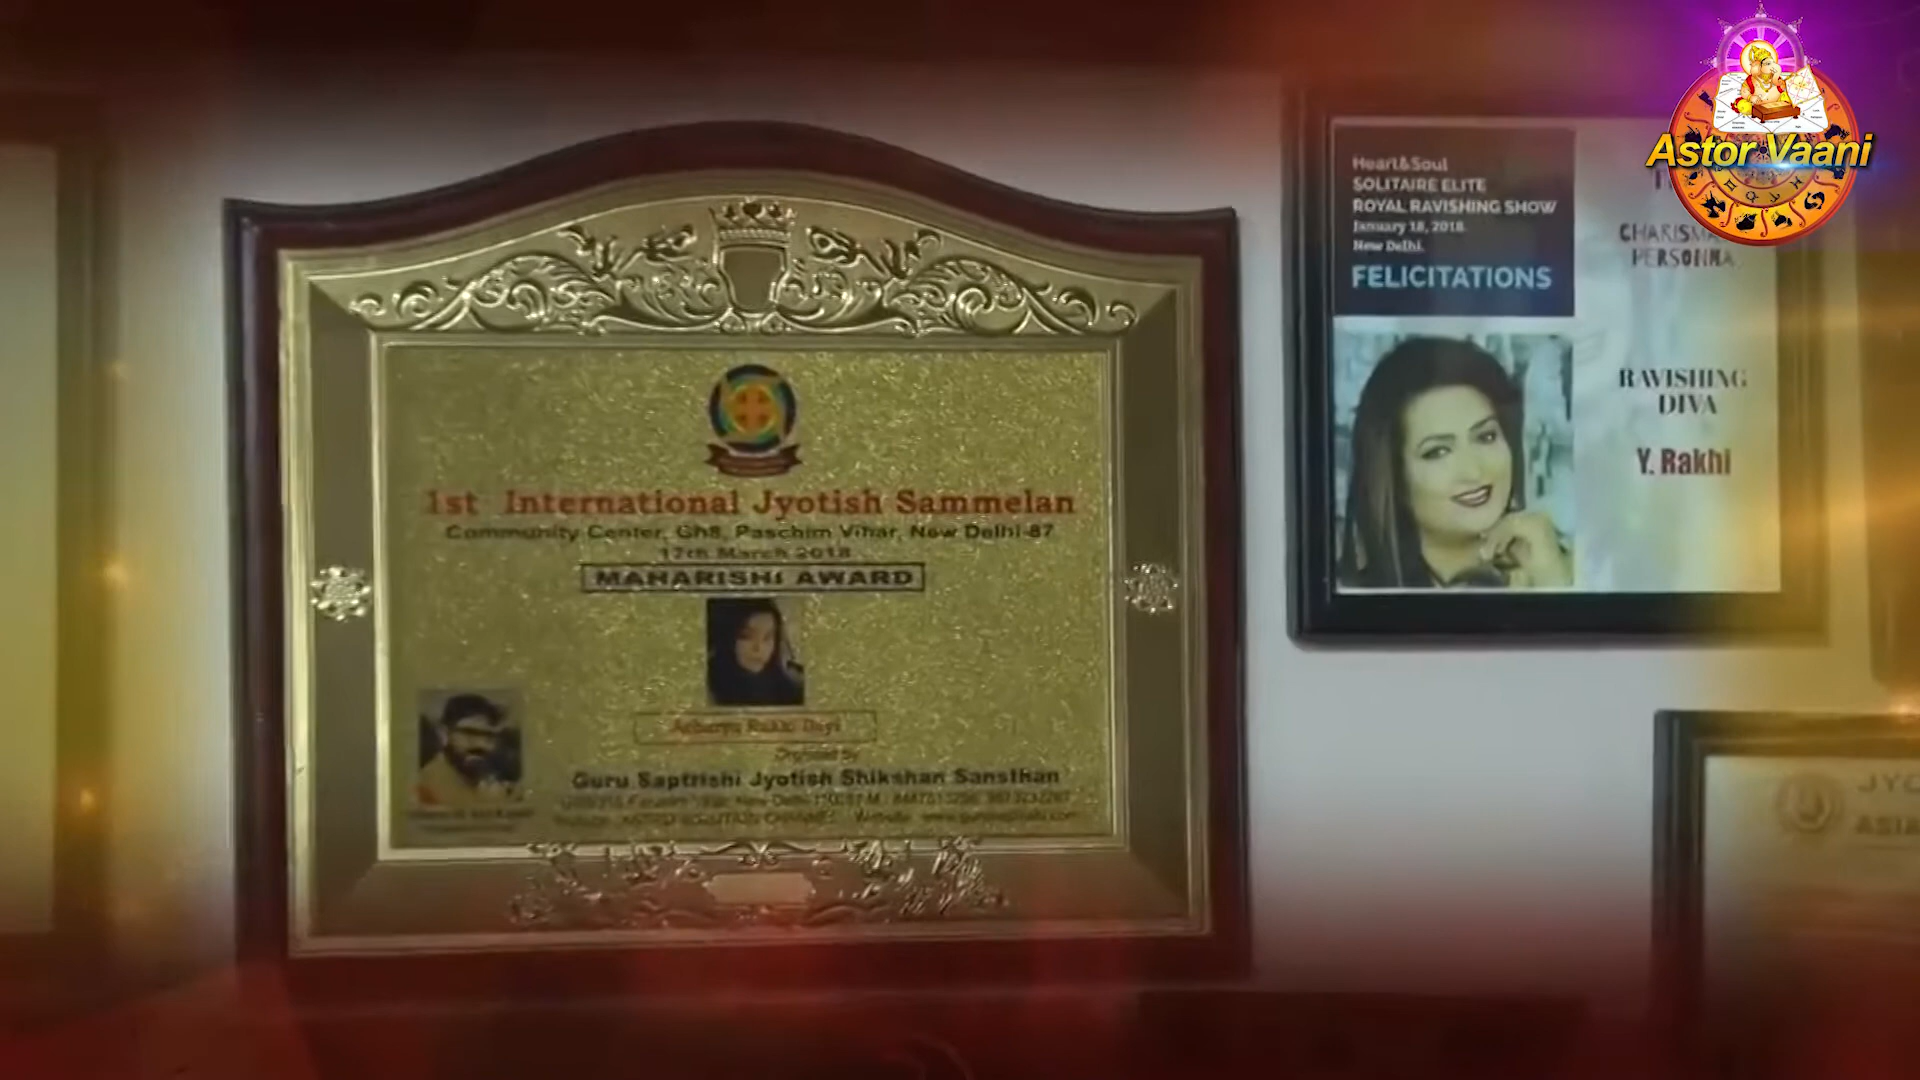 Astor Vaani
1st International Jyotish Sammelan
Community Center, Gh8, Paschim Vihar, New Delhi-87
17th March 2018
MAHARISHI AWARD
Acharya Rakhi
Organised By
Guru Saptrishi Jyotish Shikshan Sansthan
Heart&Soul
SOLITAIRE ELITE
ROYAL RAVISHING SHOW
January 18, 2018.
New Delhi.
FELICITATIONS
PERSONNA
RAVISHING
DIVA
Y. Rakhi